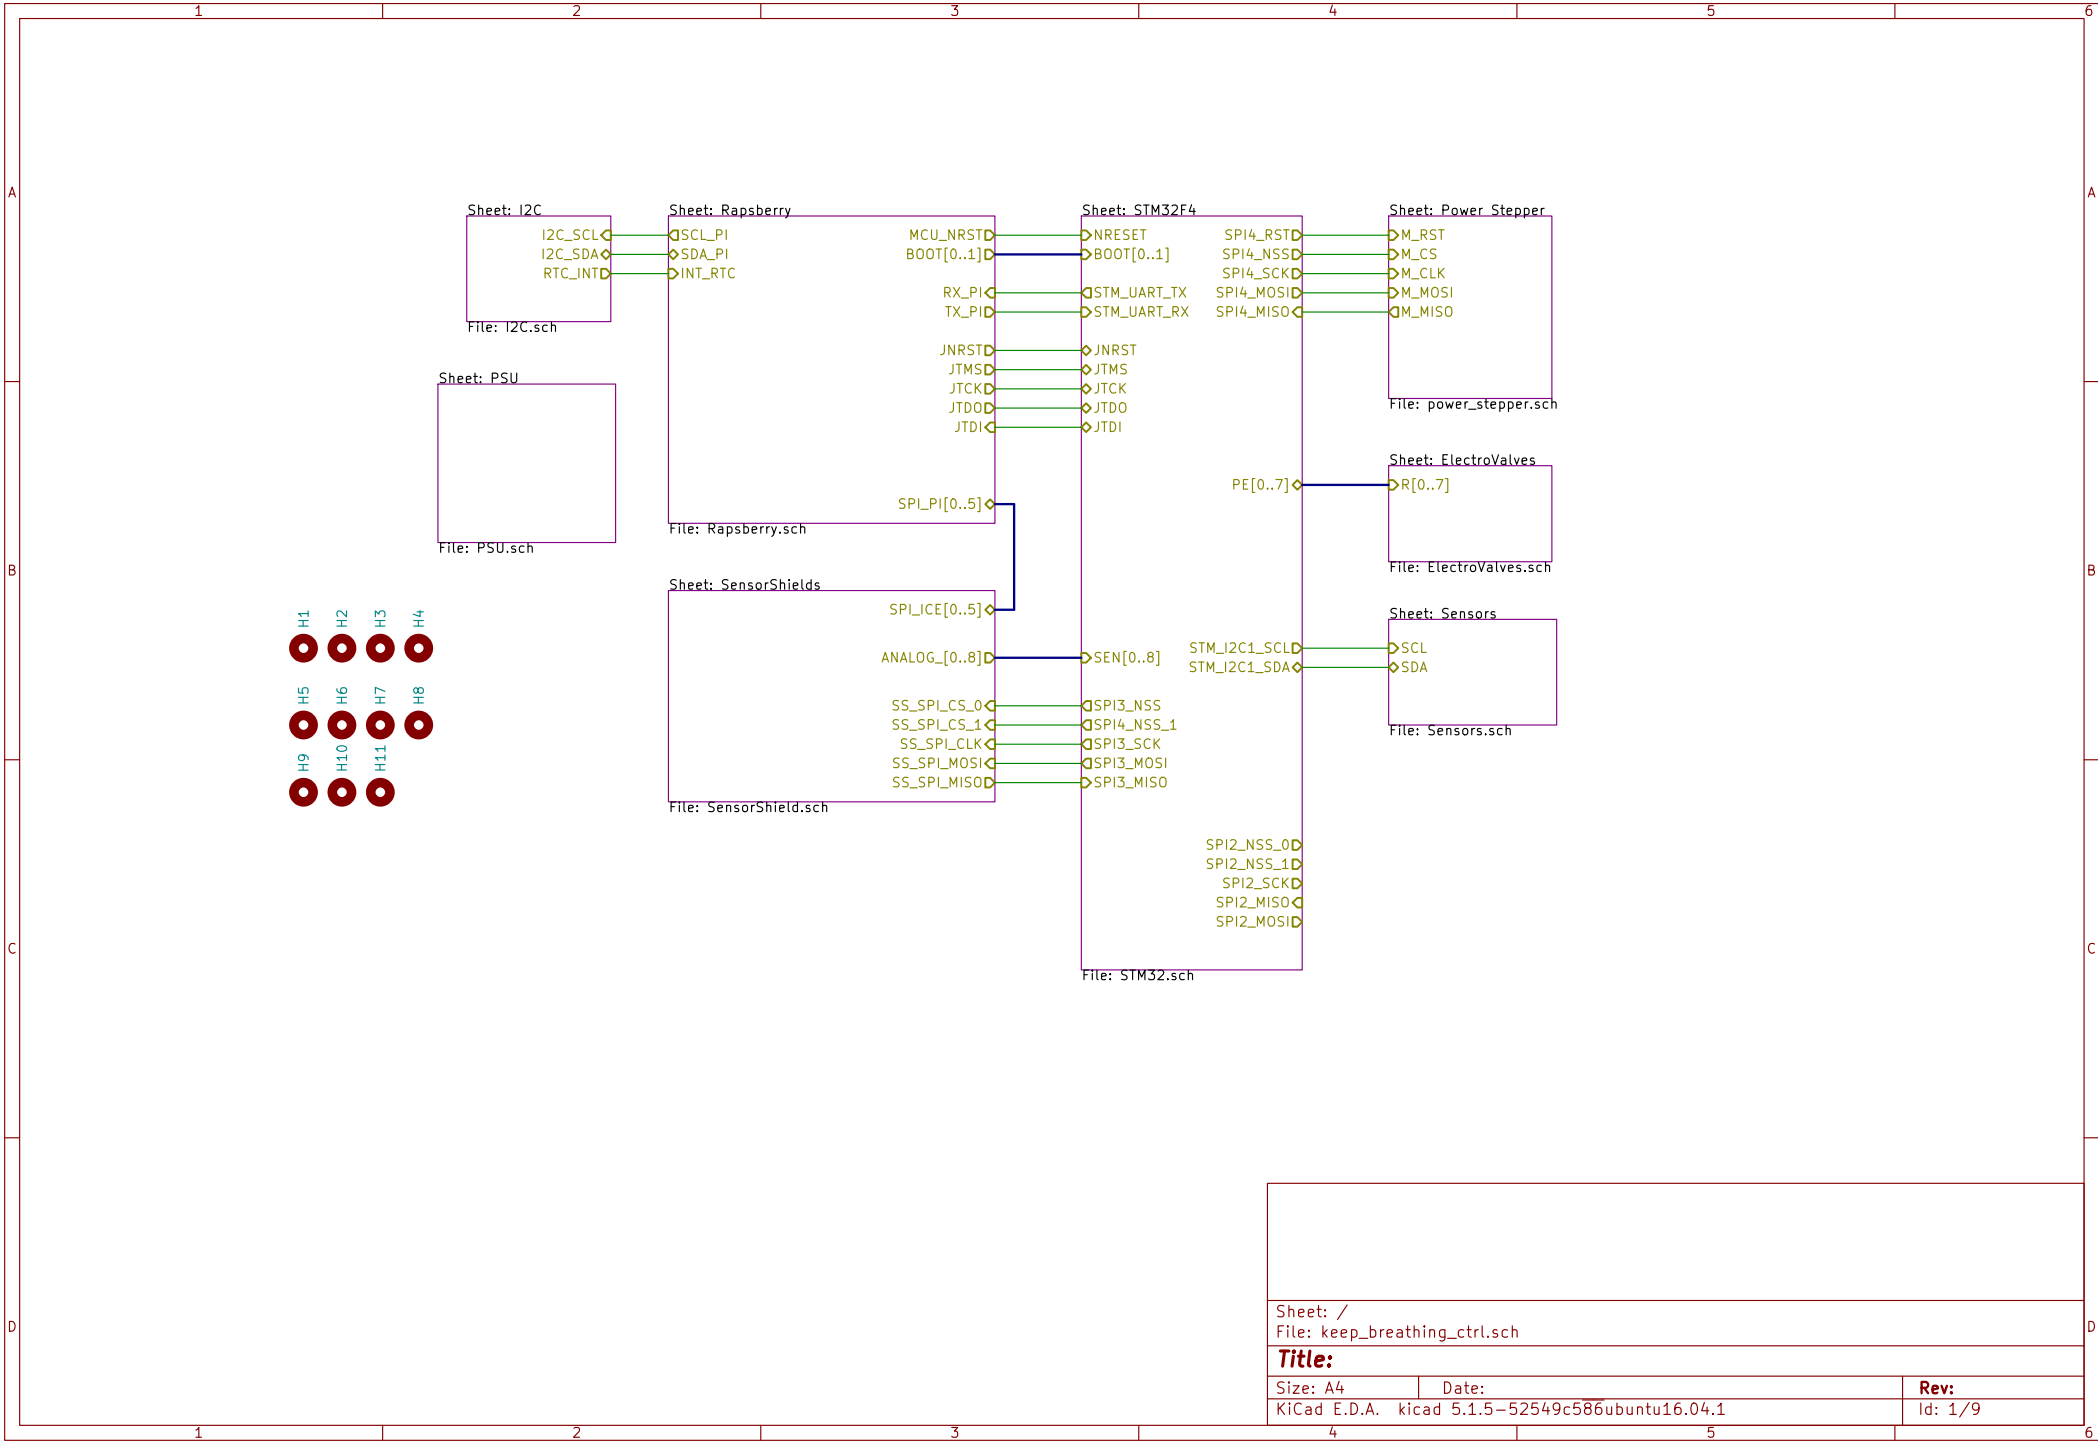 1 2 3 4 5 6
A A
B B
C C
D D
Sheet: I2C
I2C_SCL
I2C_SDA
RTC_INT
File: I2C.sch
Sheet: Rapsberry
SCL_PI
SDA_PI
INT_RTC
MCU_NRST
BOOT[0..1]
RX_PI
TX_PI
JNRST
JTMS
JTCK
JTDO
JTDI
SPI_PI[0..5]
File: Rapsberry.sch
Sheet: STM32F4
NRESET
BOOT[0..1]
STM_UART_TX
STM_UART_RX
JNRST
JTMS
JTCK
JTDO
JTDI
SEN[0..8]
SPI3_NSS
SPI4_NSS_1
SPI3_SCK
SPI3_MOSI
SPI3_MISO
SPI4_RST
SPI4_NSS
SPI4_SCK
SPI4_MOSI
SPI4_MISO
PE[0..7]
STM_I2C1_SCL
STM_I2C1_SDA
SPI2_NSS_0
SPI2_NSS_1
SPI2_SCK
SPI2_MISO
SPI2_MOSI
File: STM32.sch
Sheet: Power Stepper
M_RST
M_CS
M_CLK
M_MOSI
M_MISO
File: power_stepper.sch
Sheet: PSU
File: PSU.sch
Sheet: ElectroValves
R[0..7]
File: ElectroValves.sch
Sheet: SensorShields
SPI_ICE[0..5]
ANALOG_[0..8]
SS_SPI_CS_0
SS_SPI_CS_1
SS_SPI_CLK
SS_SPI_MOSI
SS_SPI_MISO
File: SensorShield.sch
Sheet: Sensors
SCL
SDA
File: Sensors.sch
H1 H2 H3 H4
H5 H6 H7 H8
H9 H10 H11
Sheet: /
File: keep_breathing_ctrl.sch
Title:
Size: A4 Date: Rev:
KiCad E.D.A. kicad 5.1.5-52549c586ubuntu16.04.1 Id: 1/9
1 2 3 4 5 6